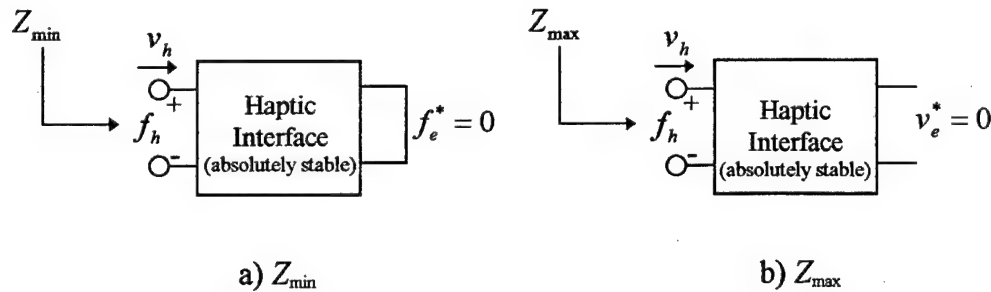 Z_min
v_h
+
f_h
-
Haptic
Interface
(absolutely stable)
f_e^* = 0
a) Z_min
Z_max
v_h
+
f_h
-
Haptic
Interface
(absolutely stable)
v_e^* = 0
b) Z_max